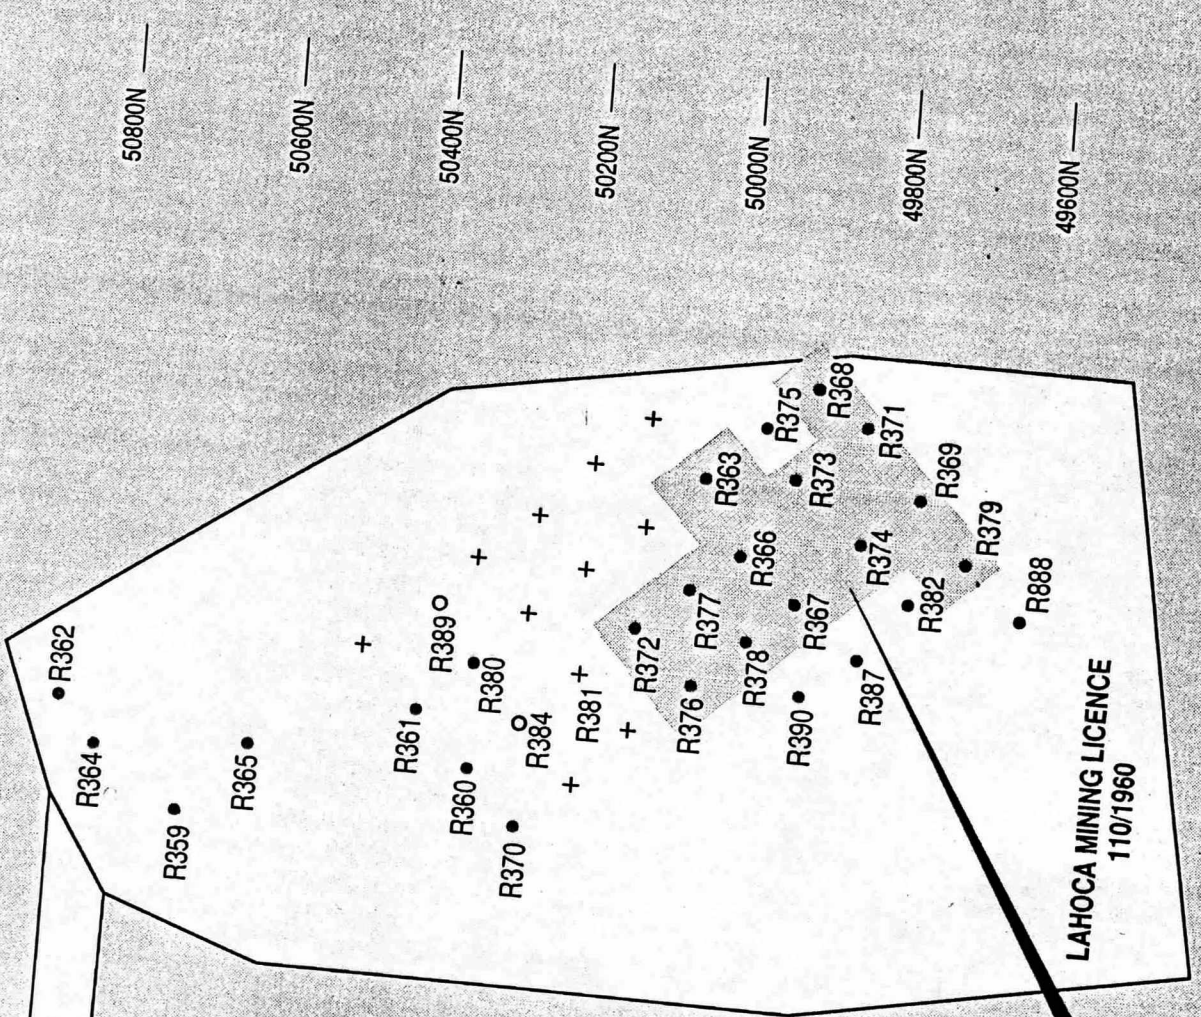 50800N
50600N
50400N
50200N
50000N
49800N
49600N
R362
R364
R359
R365
R361
R389
R380
R360
R384
R370
R381
R372
R376
R377
R378
R363
R366
R367
R375
R368
R373
R371
R369
R374
R379
R382
R390
R387
R888
LAHOCA MINING LICENCE
110/1960